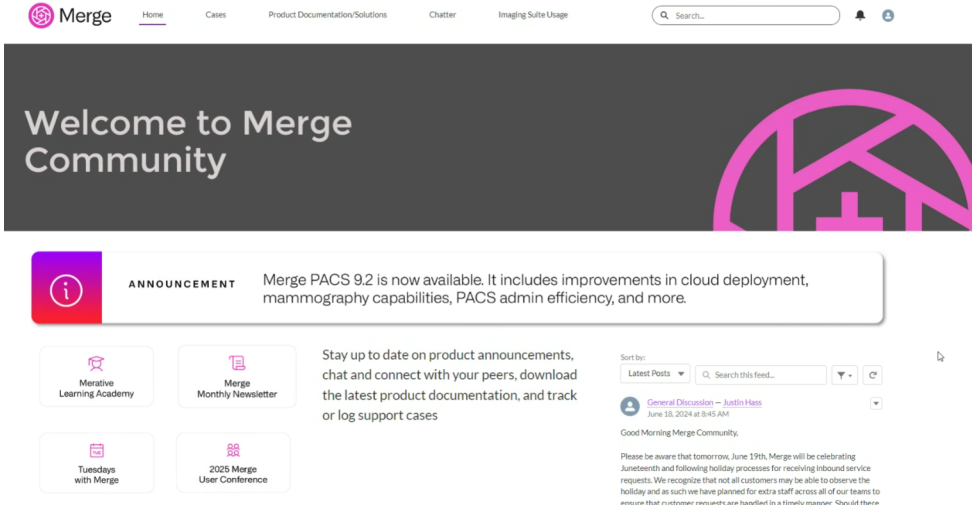 Merge
Home
Cases
Product Documentation/Solutions
Chatter
Imaging Suite Usage
Search...
Welcome to Merge
Community
ANNOUNCEMENT
Merge PACS 9.2 is now available. It includes improvements in cloud deployment,
mammography capabilities, PACS admin efficiency, and more.
Merative
Learning Academy
Merge
Monthly Newsletter
TUE
Tuesdays
with Merge
2025 Merge
User Conference
Stay up to date on product announcements,
chat and connect with your peers, download
the latest product documentation, and track
or log support cases
Sort by:
Latest Posts
Search this feed...
General Discussion — Justin Hass
June 18, 2024 at 8:45 AM
Good Morning Merge Community,
Please be aware that tomorrow, June 19th, Merge will be celebrating
Juneteenth and following holiday processes for receiving inbound service
requests. We recognize that not all customers may be able to observe the
holiday and as such we have planned for extra staff across all of our teams to
ensure that customer requests are handled in a timely manner. Should there